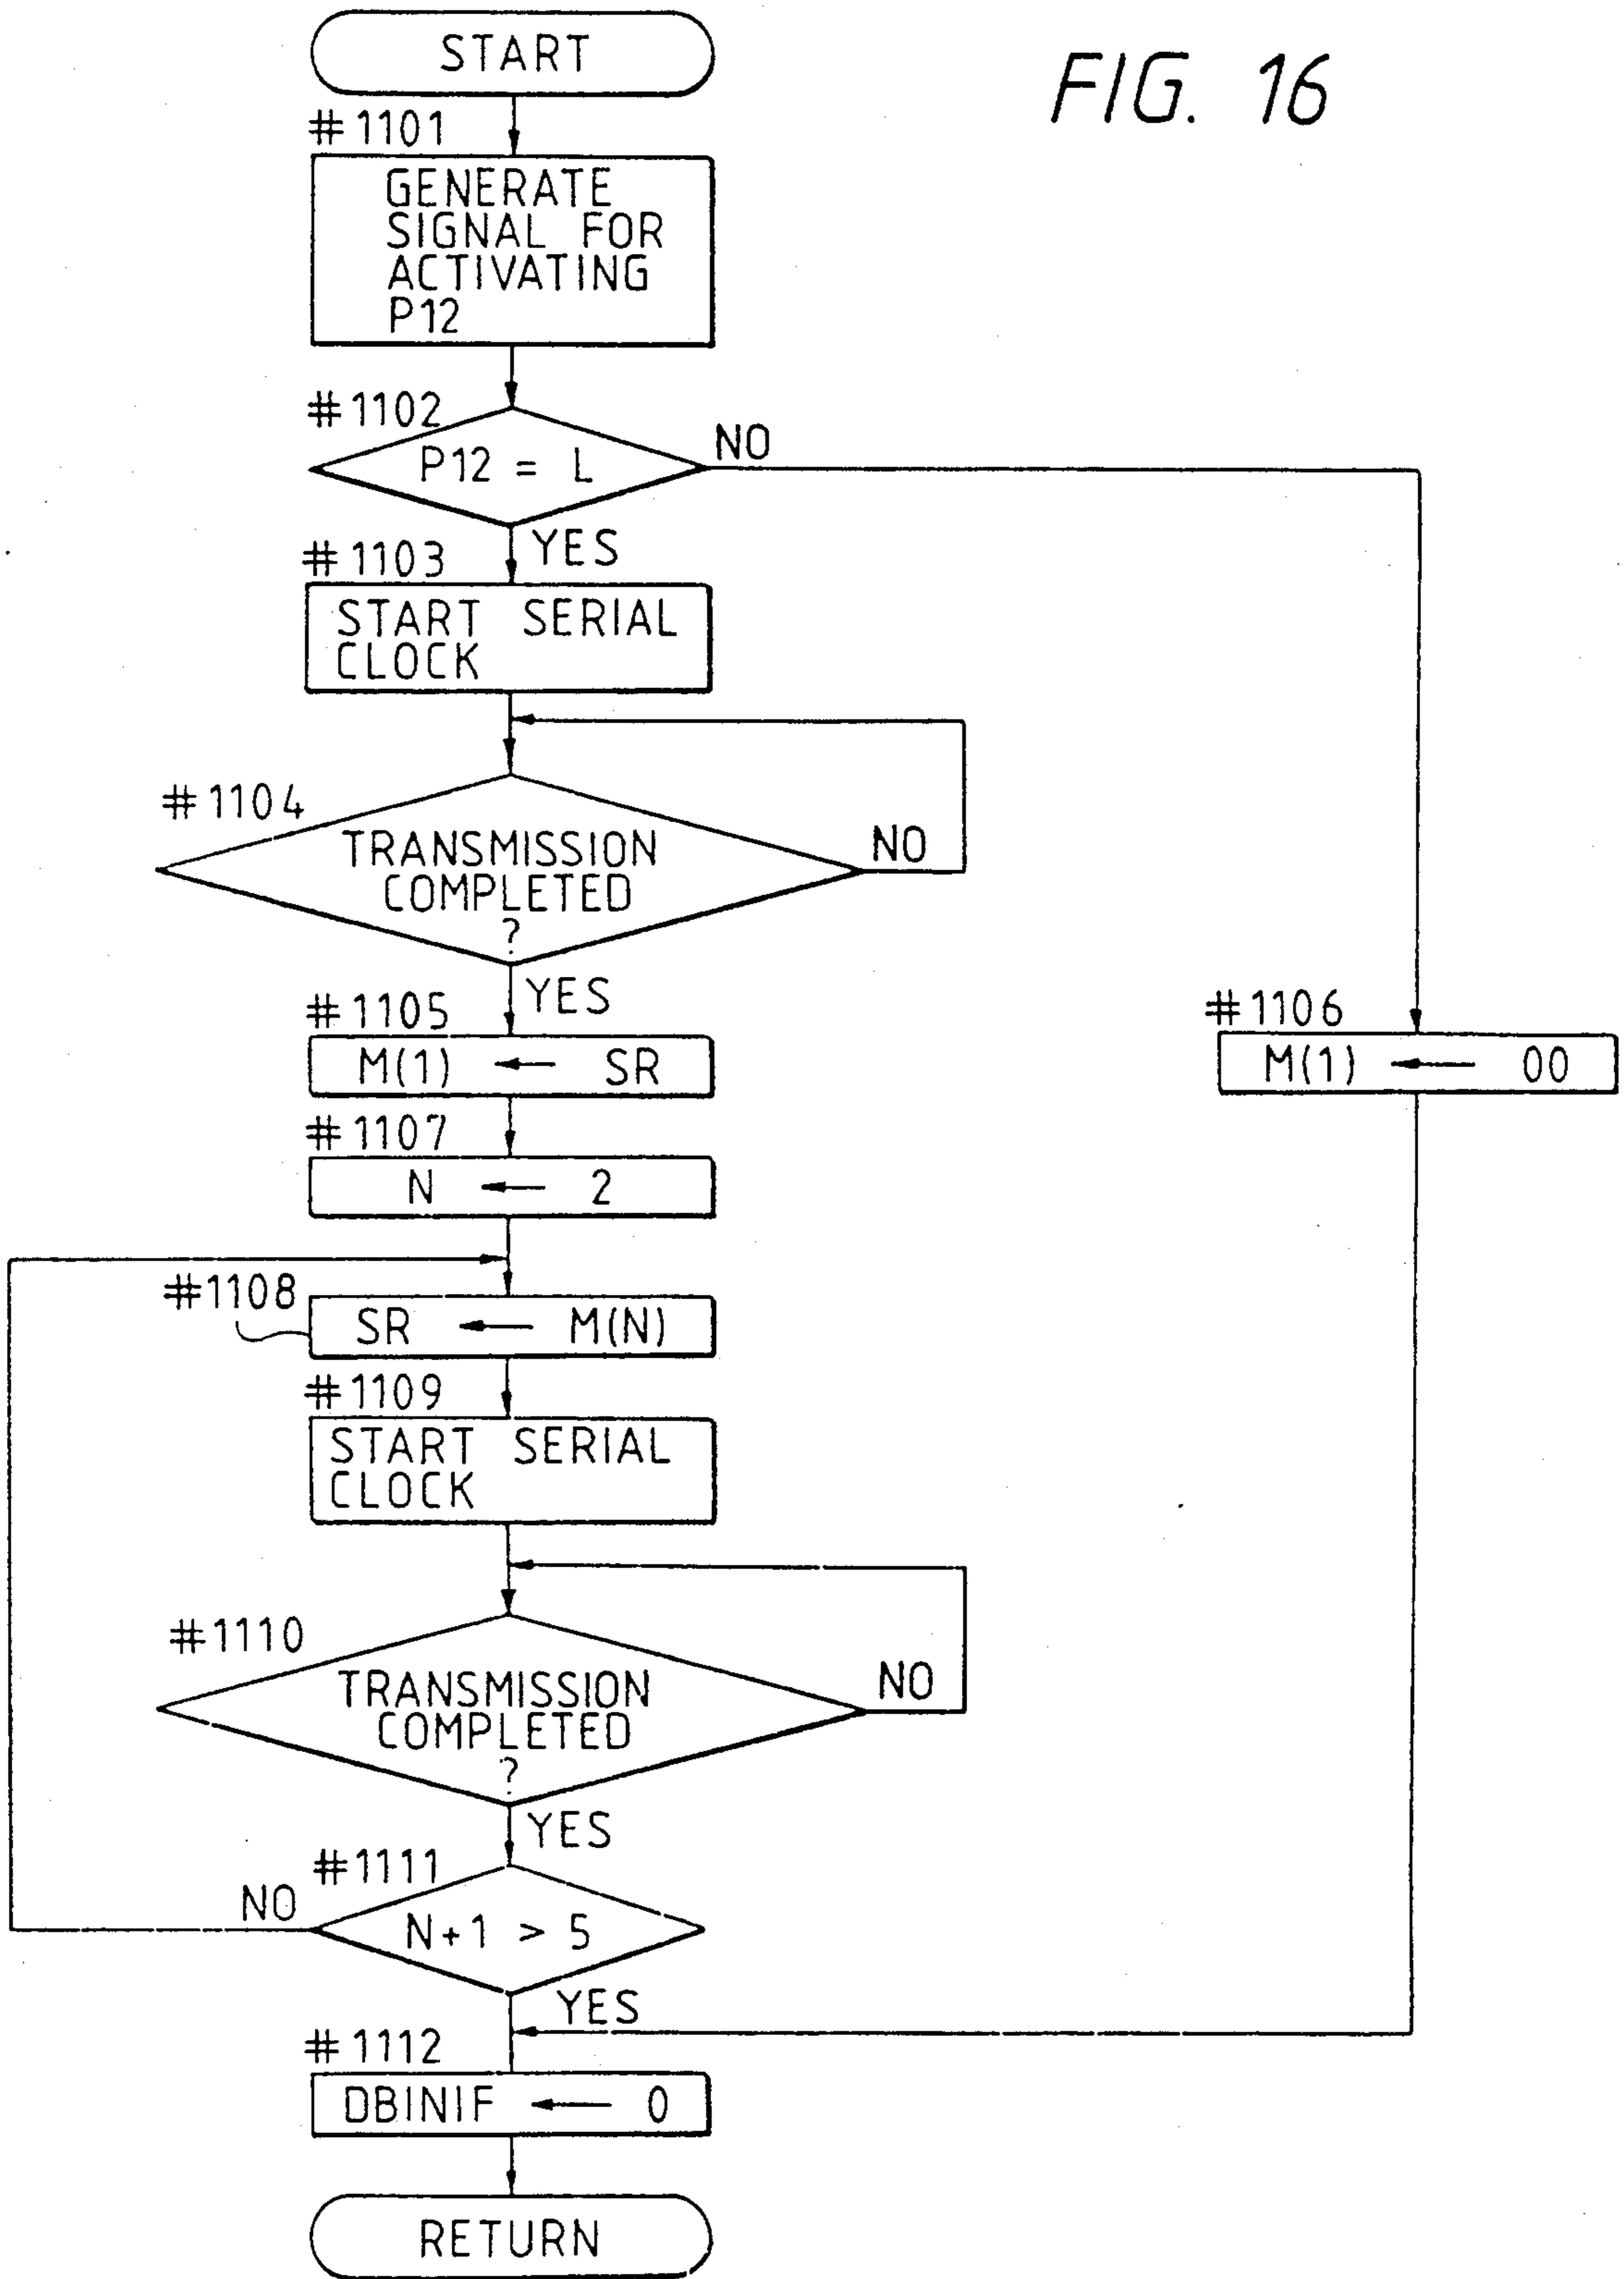 START
FIG. 16
#1101
GENERATE
SIGNAL FOR
ACTIVATING
P12
#1102
P12 = L
NO
YES
#1103
START SERIAL
CLOCK
#1104
TRANSMISSION
COMPLETED
?
NO
YES
#1105
M(1) ← SR
#1106
M(1) ← 00
#1107
N ← 2
#1108
SR ← M(N)
#1109
START SERIAL
CLOCK
#1110
TRANSMISSION
COMPLETED
?
NO
YES
#1111
NO
N+1 > 5
YES
#1112
DBINIF ← 0
RETURN